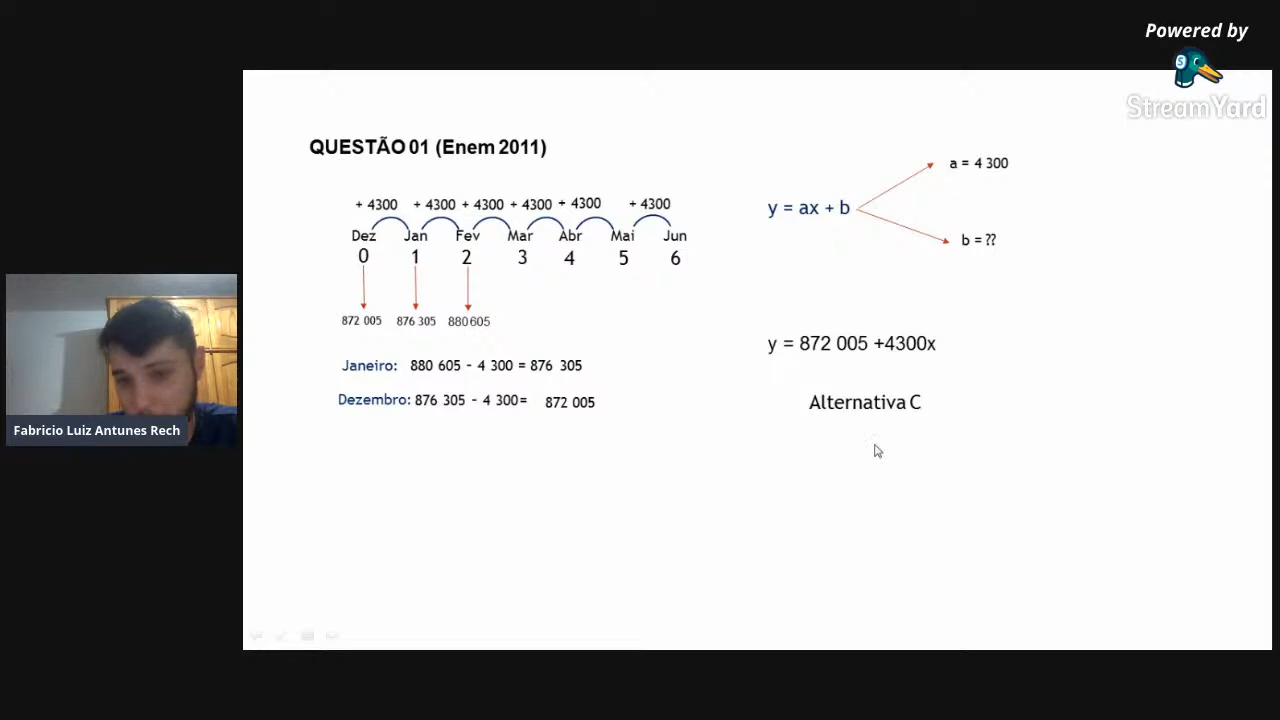 Powered by
StreamYard
QUESTÃO 01 (Enem 2011)
+ 4300 + 4300 + 4300 + 4300 + 4300 + 4300
Dez Jan Fev Mar Abr Mai Jun
0 1 2 3 4 5 6
872 005 876 305 880 605
Janeiro: 880 605 - 4 300 = 876 305
Dezembro: 876 305 - 4 300= 872 005
a = 4 300
y = ax + b
b = ??
y = 872 005 +4300x
Alternativa C
Fabricio Luiz Antunes Rech